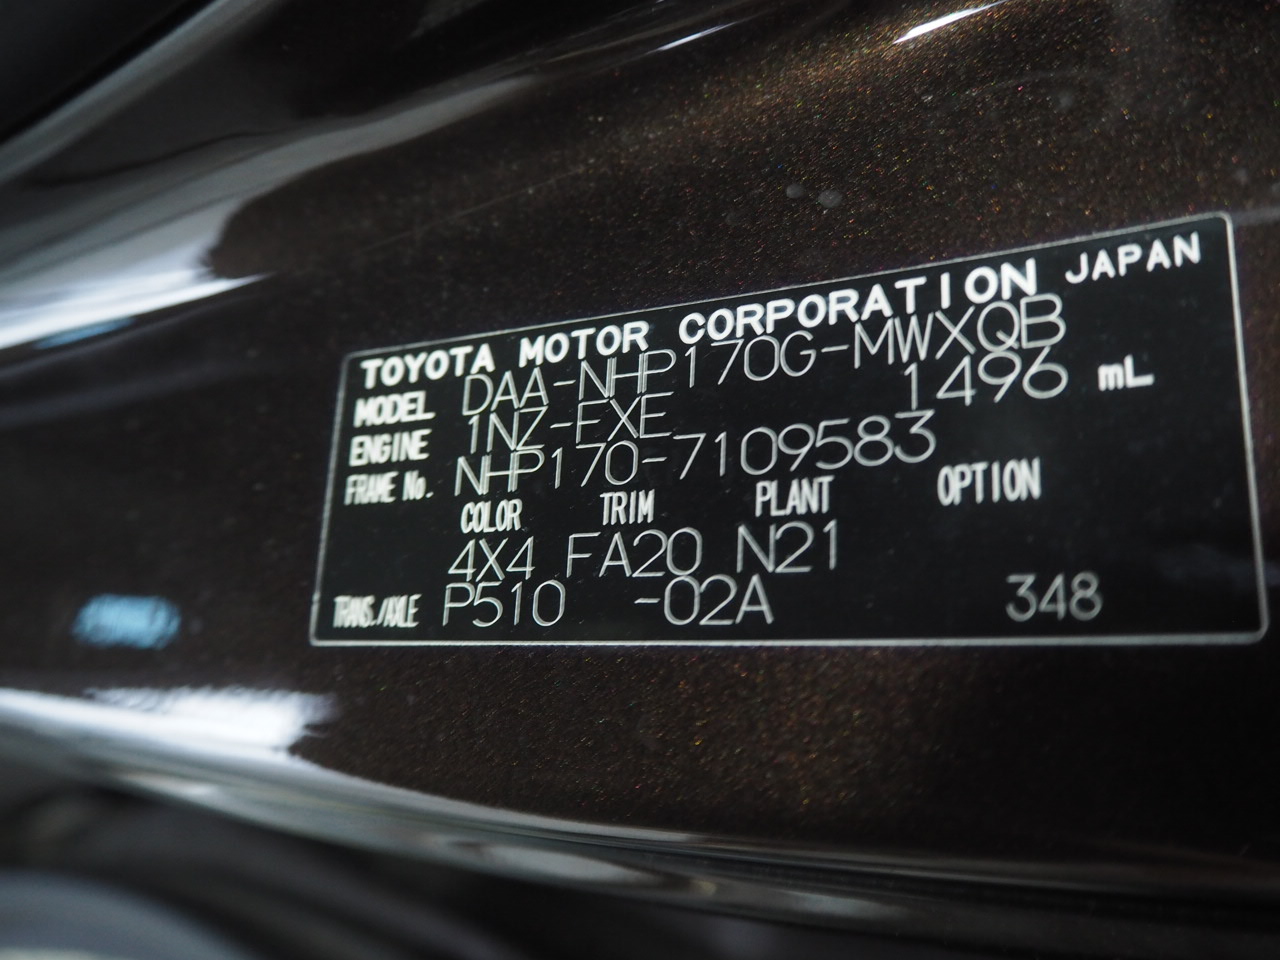 TOYOTA MOTOR CORPORATION JAPAN
MODEL DAA-NHP170G-MWXQB
ENGINE 1NZ-FXE 1496 mL
FRAME No. NHP170-7109583
COLOR TRIM PLANT OPTION
4X4 FA20 N21
TRANS./AXLE P510 -02A 348